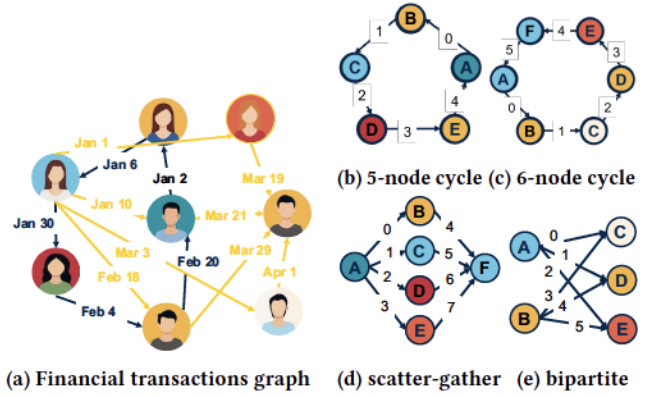 Jan 1
Jan 6
Jan 2
Mar 19
Jan 10
Mar 21
Jan 30
Mar 3
Mar 29
Feb 20
Feb 18
Apr 1
Feb 4
(a) Financial transactions graph
B
1
0
C
A
2
4
D
3
E
(b) 5-node cycle
F
4
E
5
3
A
D
0
2
B
1
C
(c) 6-node cycle
0
B
4
A
1
C
5
F
2
D
6
3
E
7
(d) scatter-gather
A
0
C
1
2
D
3
4
B
5
E
(e) bipartite